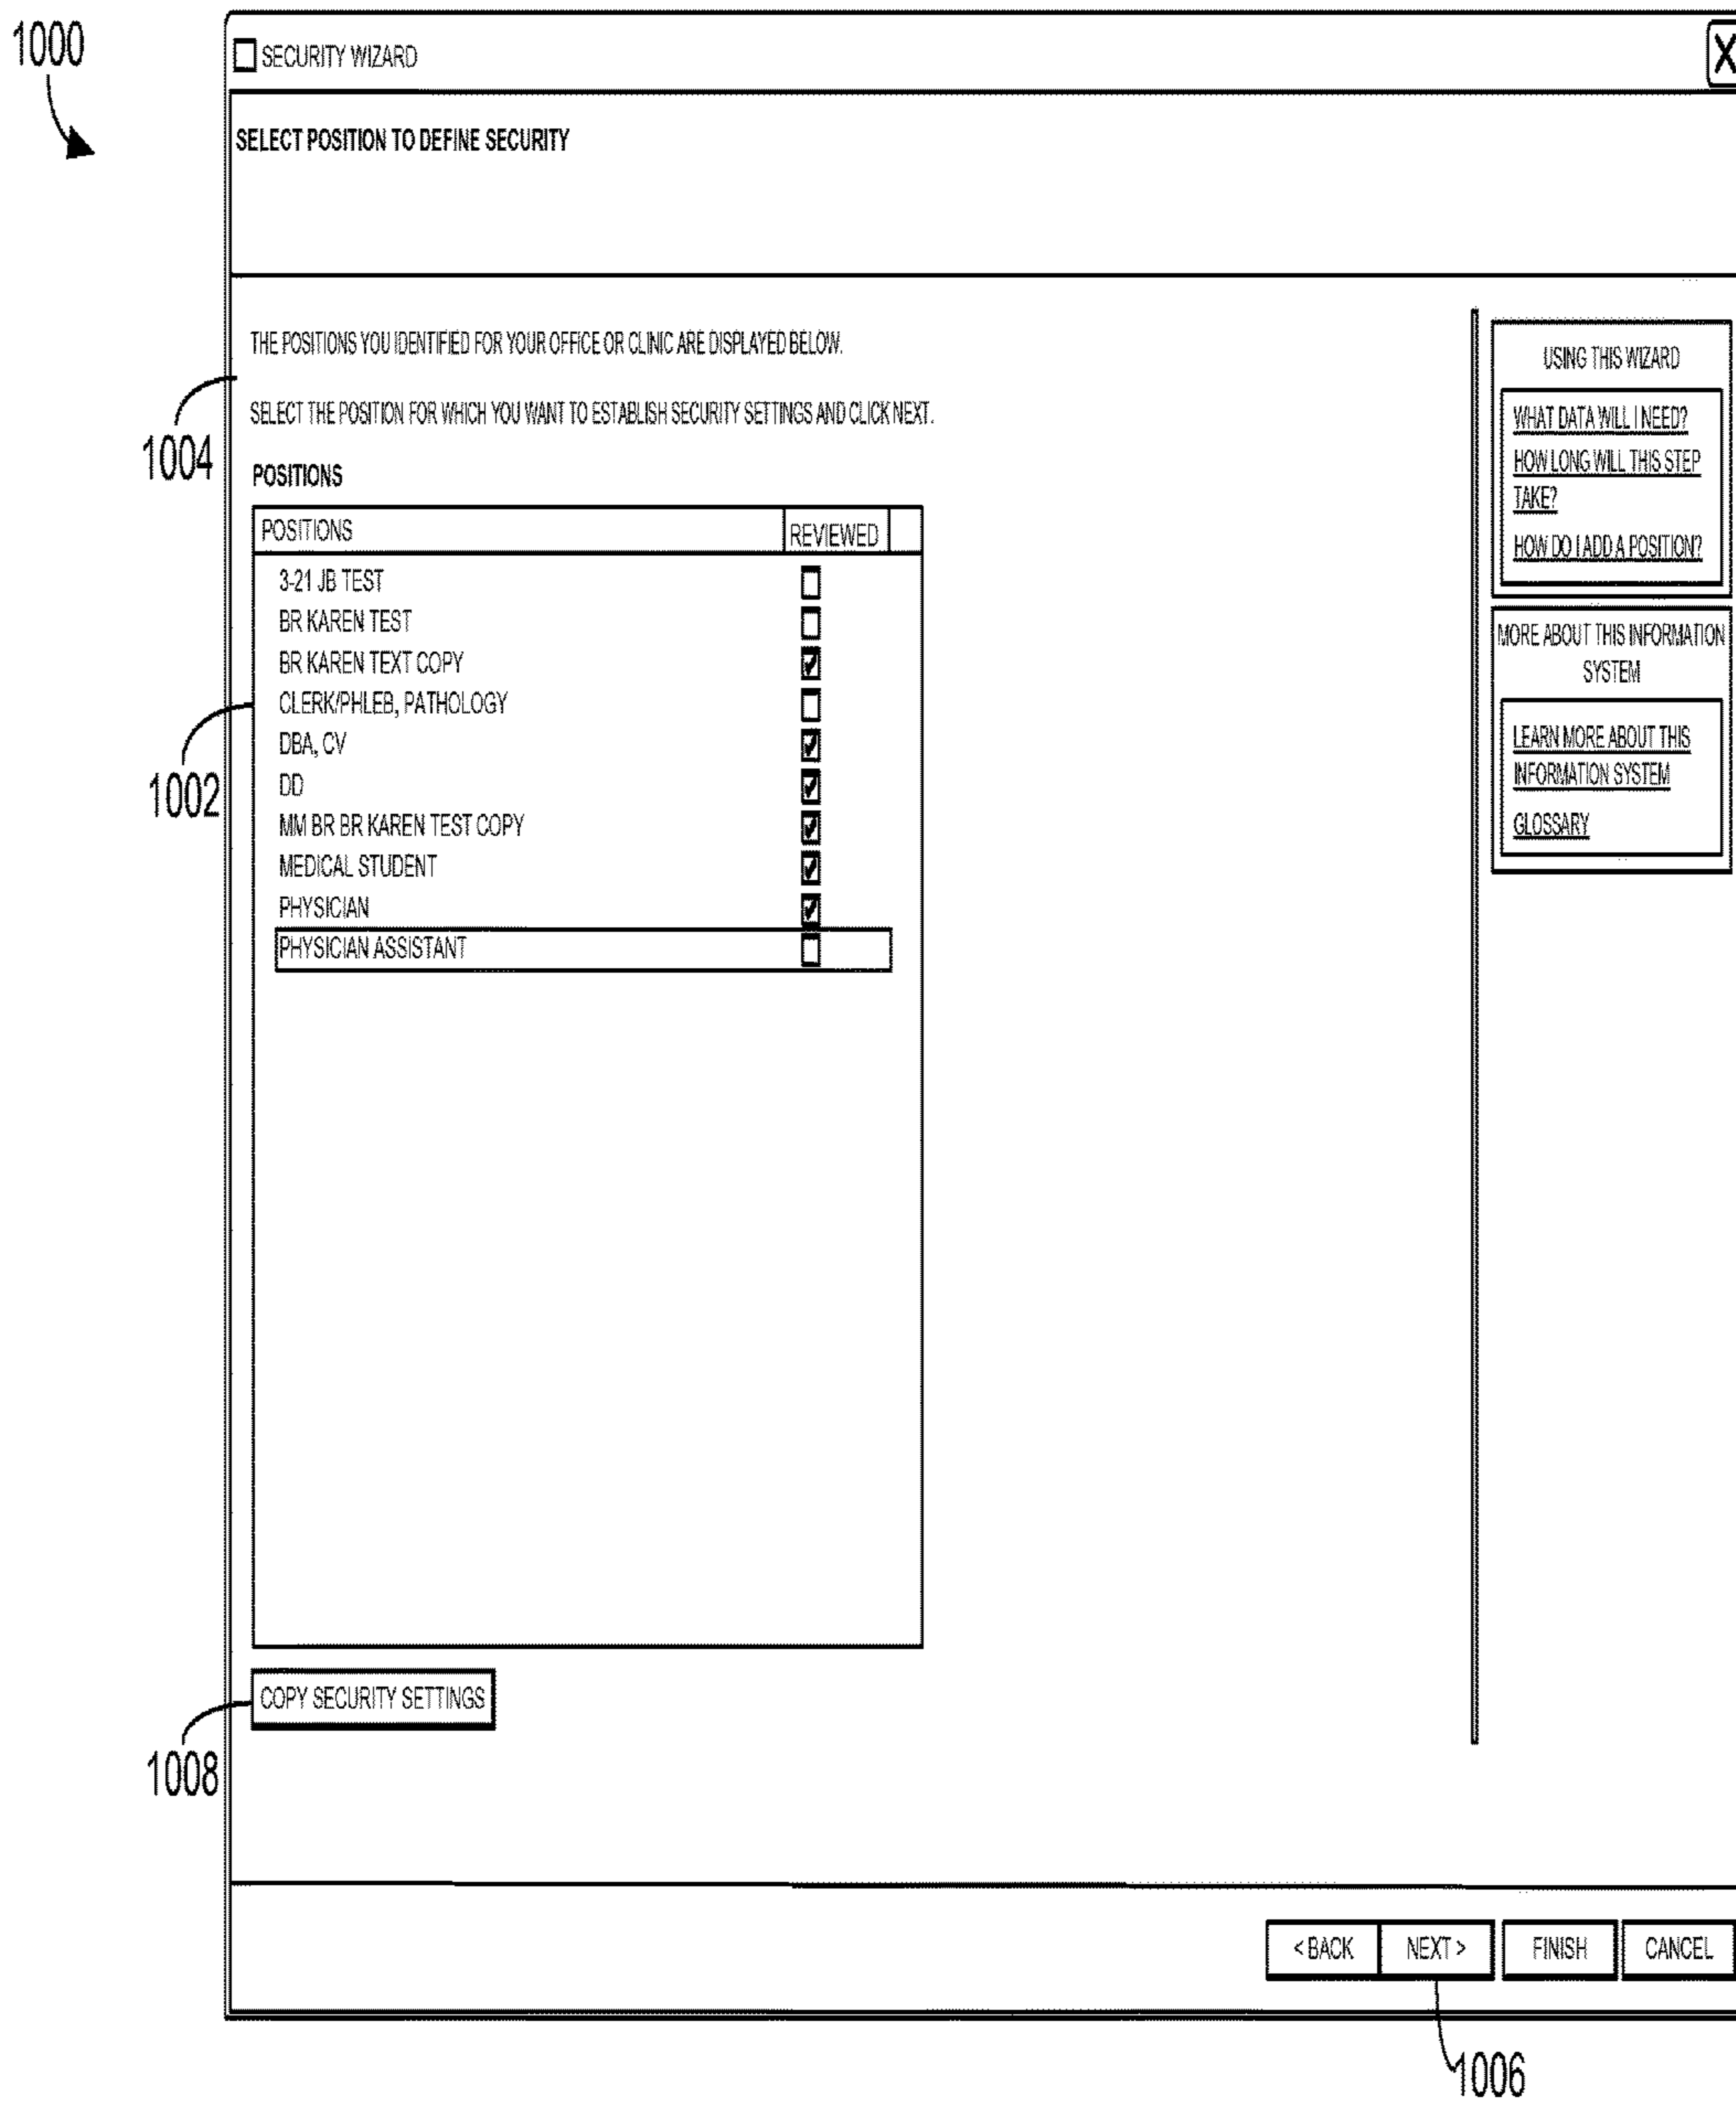 1000
SECURITY WIZARD
X
SELECT POSITION TO DEFINE SECURITY
THE POSITIONS YOU IDENTIFIED FOR YOUR OFFICE OR CLINIC ARE DISPLAYED BELOW.
SELECT THE POSITION FOR WHICH YOU WANT TO ESTABLISH SECURITY SETTINGS AND CLICK NEXT.
1004
POSITIONS
POSITIONS REVIEWED
3-21 JB TEST
BR KAREN TEST
BR KAREN TEXT COPY
CLERK/PHLEB, PATHOLOGY
DBA, CV
DD
MM BR BR KAREN TEST COPY
MEDICAL STUDENT
PHYSICIAN
PHYSICIAN ASSISTANT
1002
COPY SECURITY SETTINGS
1008
USING THIS WIZARD
WHAT DATA WILL I NEED?
HOW LONG WILL THIS STEP
TAKE?
HOW DO I ADD A POSITION?
MORE ABOUT THIS INFORMATION
SYSTEM
LEARN MORE ABOUT THIS
INFORMATION SYSTEM
GLOSSARY
< BACK NEXT > FINISH CANCEL
1006